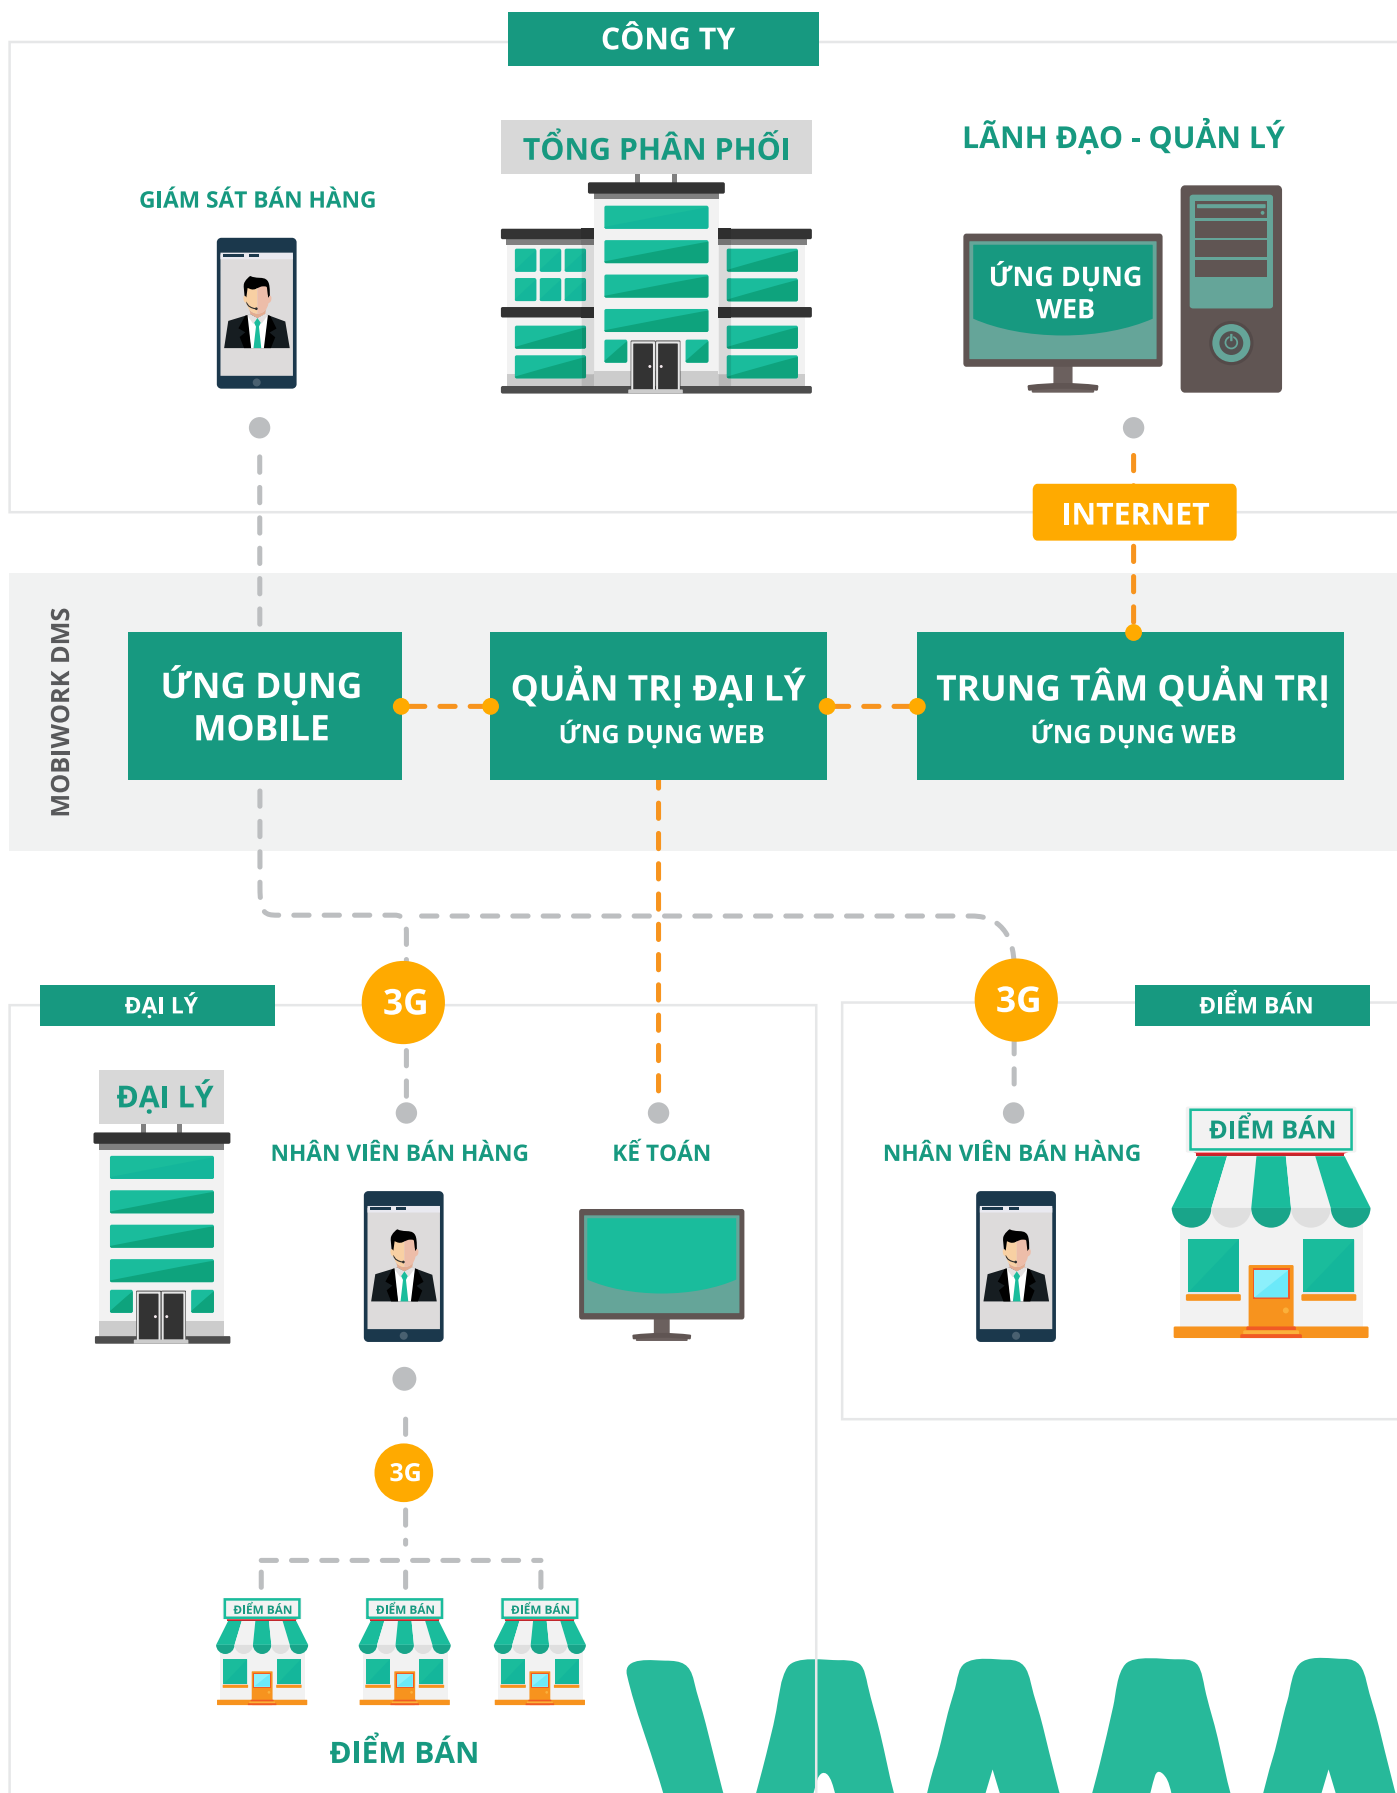 CÔNG TY
TỔNG PHÂN PHỐI
LÃNH ĐẠO - QUẢN LÝ
GIÁM SÁT BÁN HÀNG
ỨNG DỤNG
WEB
INTERNET
MOBIWORK DMS
ỨNG DỤNG
MOBILE
QUẢN TRỊ ĐẠI LÝ
ỨNG DỤNG WEB
TRUNG TÂM QUẢN TRỊ
ỨNG DỤNG WEB
3G
3G
ĐẠI LÝ
ĐIỂM BÁN
ĐẠI LÝ
NHÂN VIÊN BÁN HÀNG
KẾ TOÁN
NHÂN VIÊN BÁN HÀNG
ĐIỂM BÁN
3G
ĐIỂM BÁN
ĐIỂM BÁN
ĐIỂM BÁN
ĐIỂM BÁN